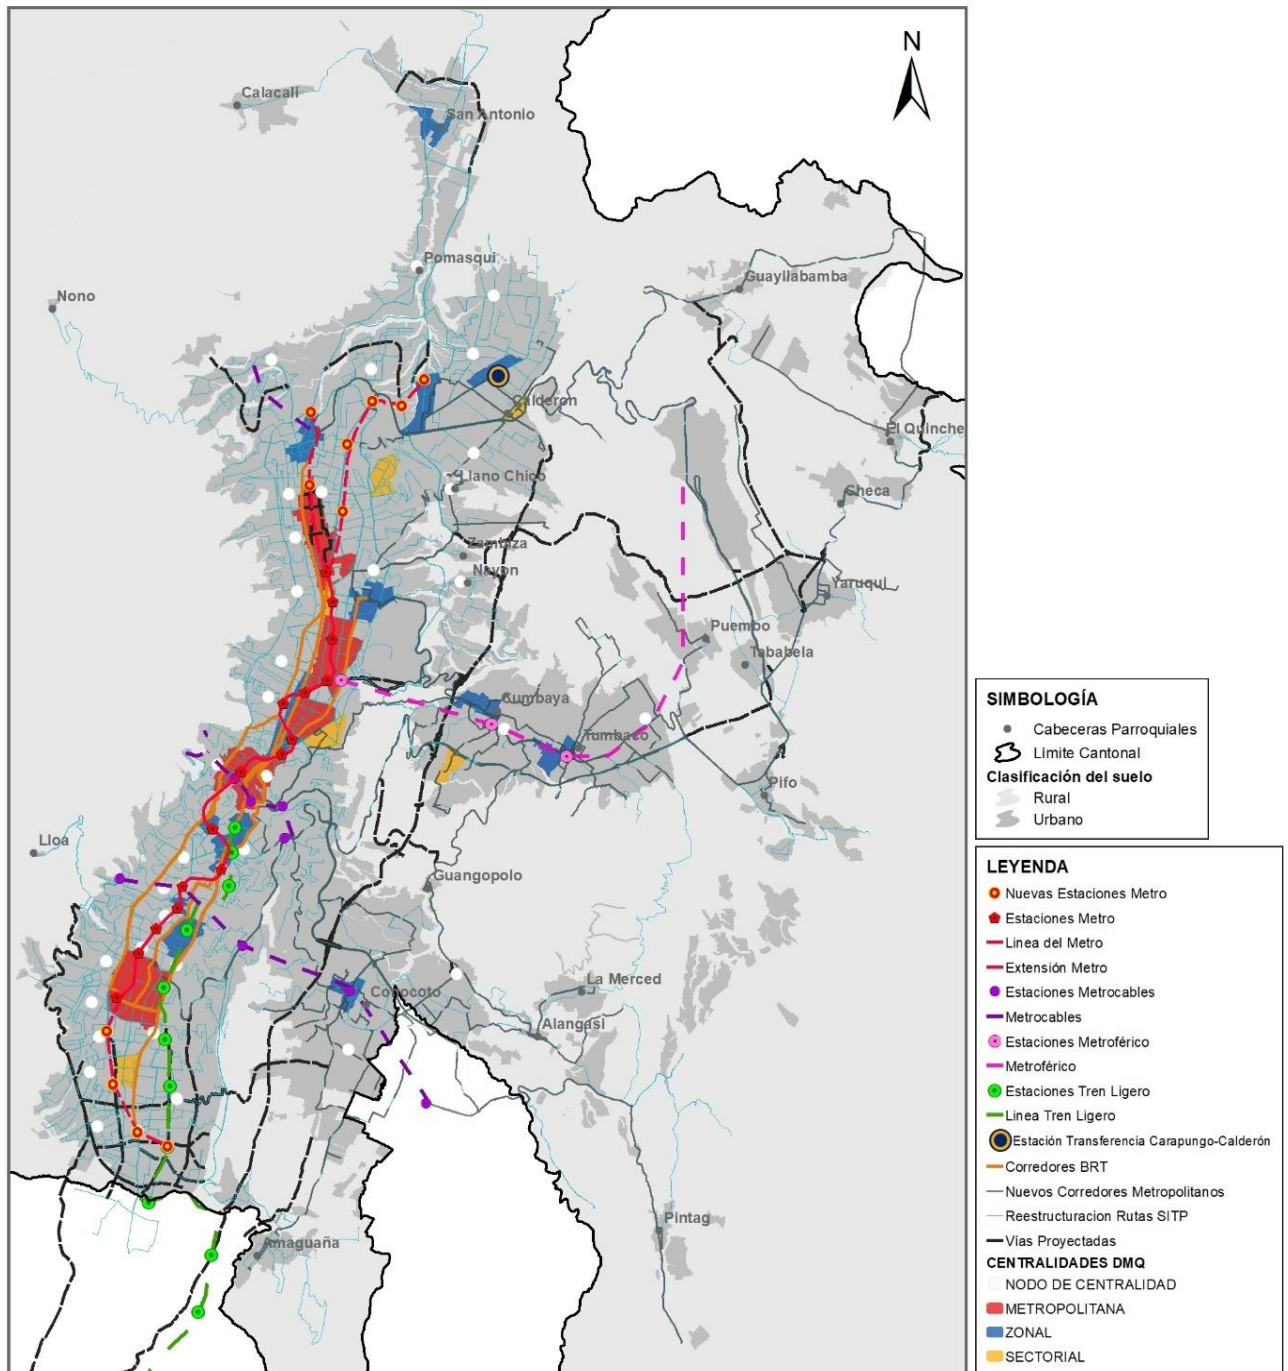 N
Calacali
San Antonio
Pomasqui
Nono
Guayllabamba
Calderon
El Quinche
Llano Chico
Checa
Zambiza
Nayon
Yaruqui
Puembo
Tababela
Cumbaya
Tumbaco
Pifo
Lloa
Guangopolo
La Merced
Conocoto
Alangasi
Pintag
Amaguaña
SIMBOLOGÍA
Cabeceras Parroquiales
Limite Cantonal
Clasificación del suelo
Rural
Urbano
LEYENDA
Nuevas Estaciones Metro
Estaciones Metro
Linea del Metro
Extensión Metro
Estaciones Metrocables
Metrocables
Estaciones Metroférico
Metroférico
Estaciones Tren Ligero
Linea Tren Ligero
Estación Transferencia Carapungo-Calderón
Corredores BRT
Nuevos Corredores Metropolitanos
Reestructuracion Rutas SITP
Vías Proyectadas
CENTRALIDADES DMQ
NODO DE CENTRALIDAD
METROPOLITANA
ZONAL
SECTORIAL